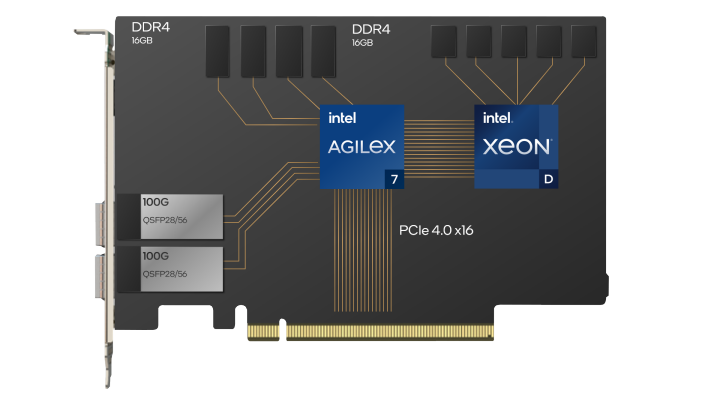 DDR4
16GB
DDR4
16GB
intel
AGILEX
7
intel.
XEON
D
100G
QSFP28/56
100G
QSFP28/56
PCIe 4.0 x16